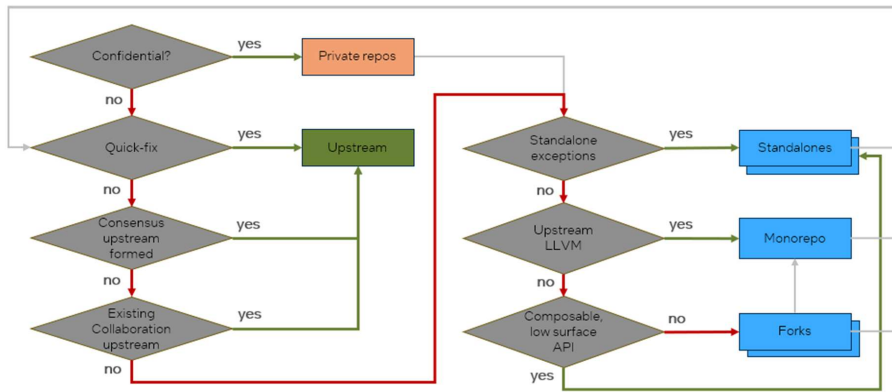 Confidential?
yes
Private repos
no
Quick-fix
yes
Upstream
no
Consensus
upstream
formed
yes
no
Existing
Collaboration
upstream
yes
no
Standalone
exceptions
yes
Standalones
no
Upstream
LLVM
yes
Monorepo
no
Composable,
low surface
API
no
Forks
yes